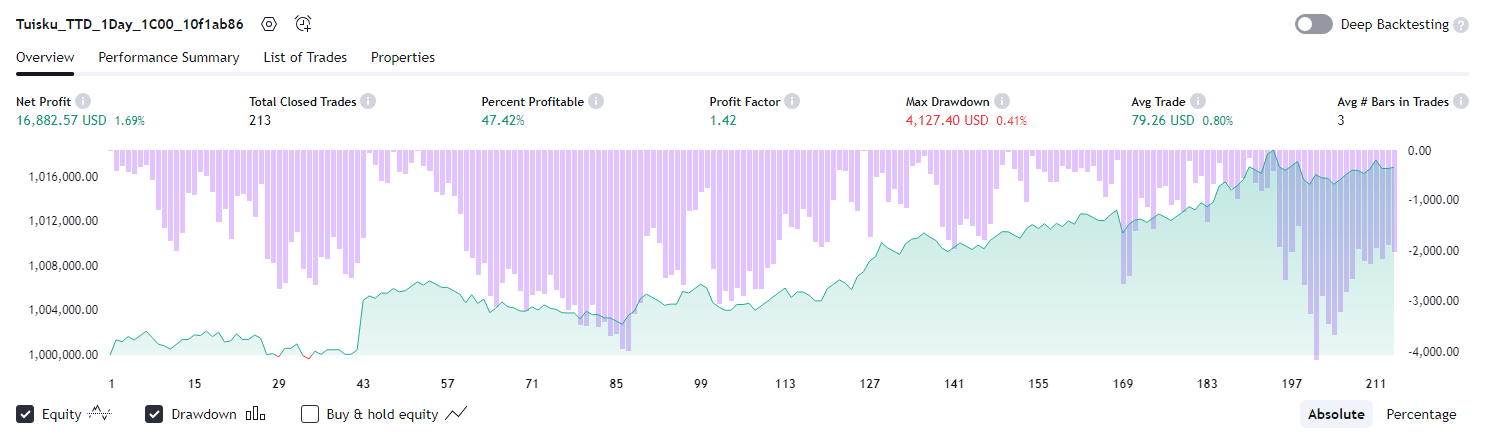 Tuisku_TTD_1Day_1C00_10f1ab86 Deep Backtesting ?
Overview Performance Summary List of Trades Properties
Net Profit Total Closed Trades Percent Profitable Profit Factor Max Drawdown Avg Trade Avg # Bars in Trades
16,882.57 USD 1.69% 213 47.42% 1.42 4,127.40 USD 0.41% 79.26 USD 0.80% 3
0.00
1,016,000.00
-1,000.00
1,012,000.00
-2,000.00
1,008,000.00
-3,000.00
1,004,000.00
-4,000.00
1,000,000.00
1 15 29 43 57 71 85 99 113 127 141 155 169 183 197 211
Equity Drawdown Buy & hold equity Absolute Percentage